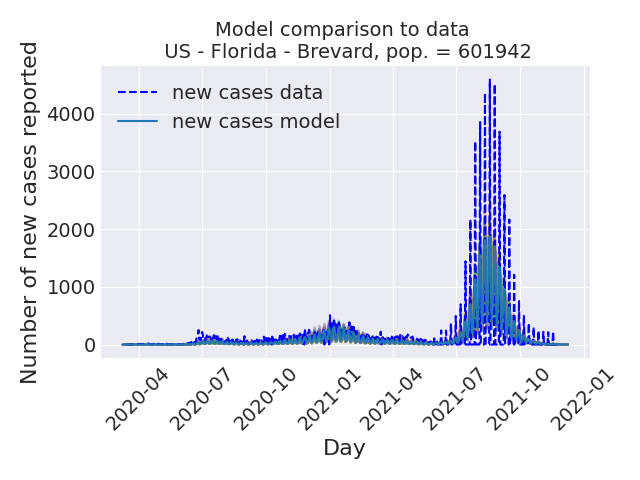 Model comparison to data
US - Florida - Brevard, pop. = 601942
new cases data
new cases model
Number of new cases reported
4000
3000
2000
1000
0
2020-04
2020-07
2020-10
2021-01
2021-04
2021-07
2021-10
2022-01
Day